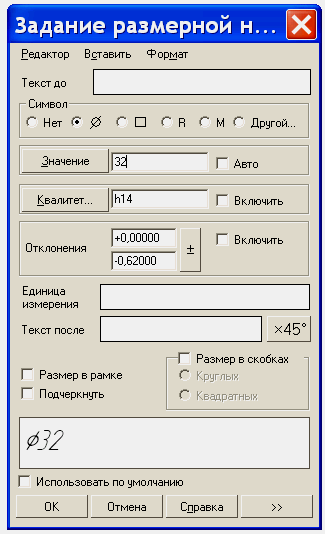 Задание размерной н...
Редактор Вставить Формат
Текст до
Символ
Нет Ø □ R M Другой...
Значение 32 Авто
Квалитет... h14 Включить
+0,00000 Включить
Отклонения ±
-0,62000
Единица
измерения
Текст после ×45°
Размер в скобках
Размер в рамке Круглых
Подчеркнуть Квадратных
Ø32
Использовать по умолчанию
OK Отмена Справка >>